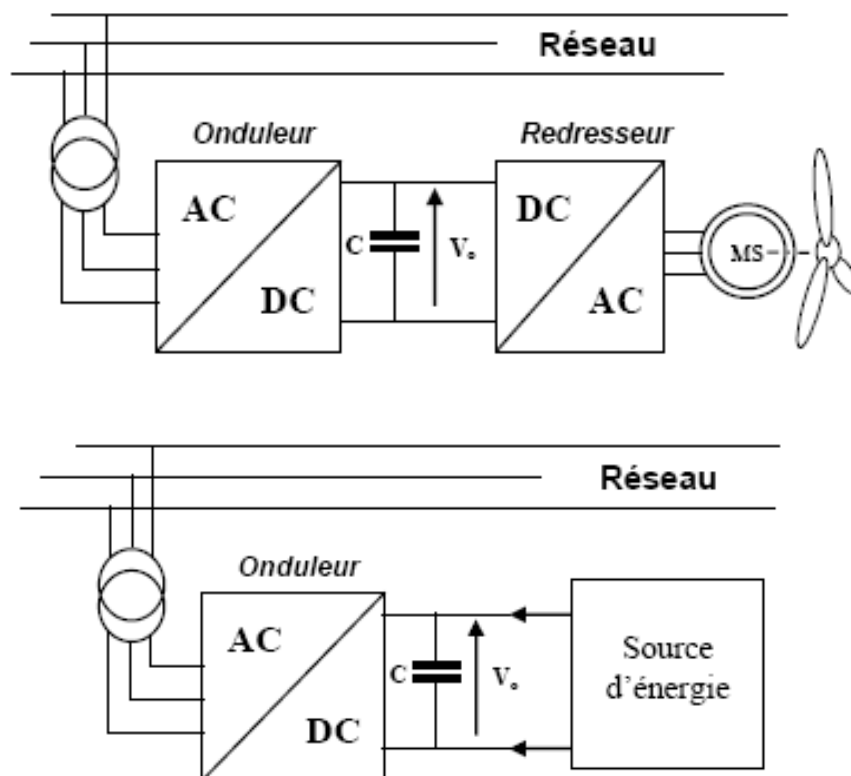 Réseau
Onduleur
Redresseur
AC
DC
C
V₀
DC
AC
MS
Réseau
Onduleur
AC
DC
C
V₀
Source
d'énergie